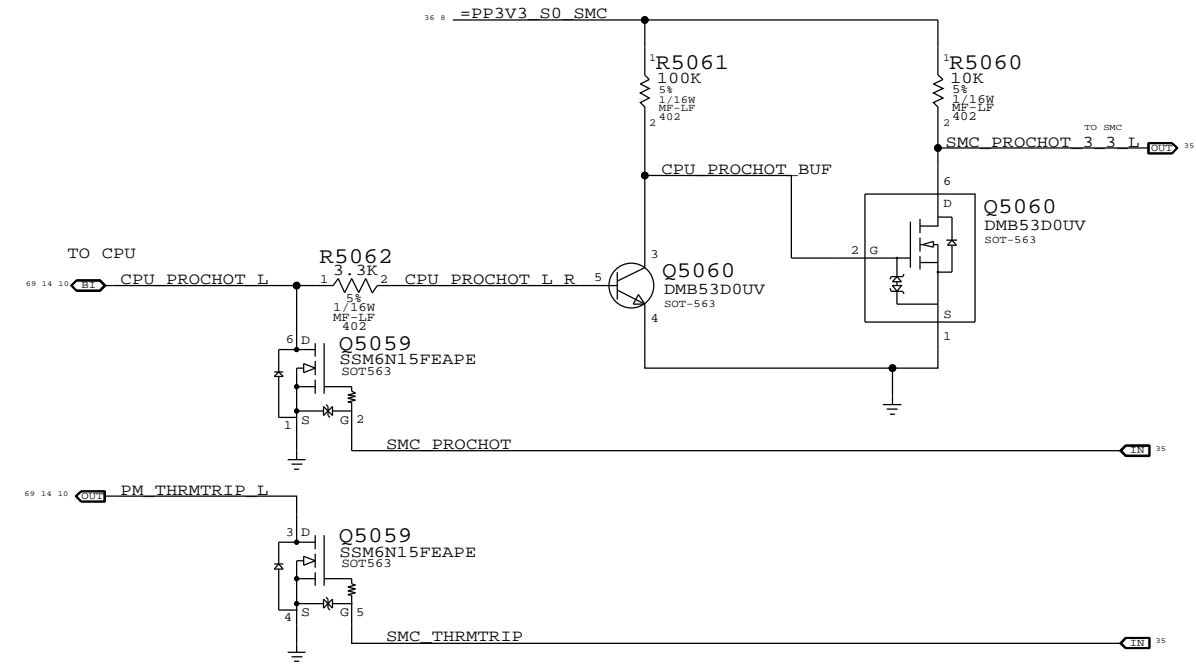 36 8 =PP3V3_S0_SMC
1 R5061
100K
5%
1/16W
MF-LF
402
2
1 R5060
10K
5%
1/16W
MF-LF
402
2
TO SMC
SMC_PROCHOT_3_3_L OUT 35
CPU_PROCHOT_BUF
6
D
Q5060
DMB53D0UV
SOT-563
2 G
S
1
TO CPU
69 14 10 BI CPU_PROCHOT_L
R5062
3.3K
1 2
5%
1/16W
MF-LF
402
CPU_PROCHOT_L_R 5
3
Q5060
DMB53D0UV
SOT-563
4
6 D
Q5059
SSM6N15FEAPE
SOT563
1 S G 2
SMC_PROCHOT IN 35
69 14 10 OUT PM_THRMTRIP_L
3 D
Q5059
SSM6N15FEAPE
SOT563
4 S G 5
SMC_THRMTRIP IN 35